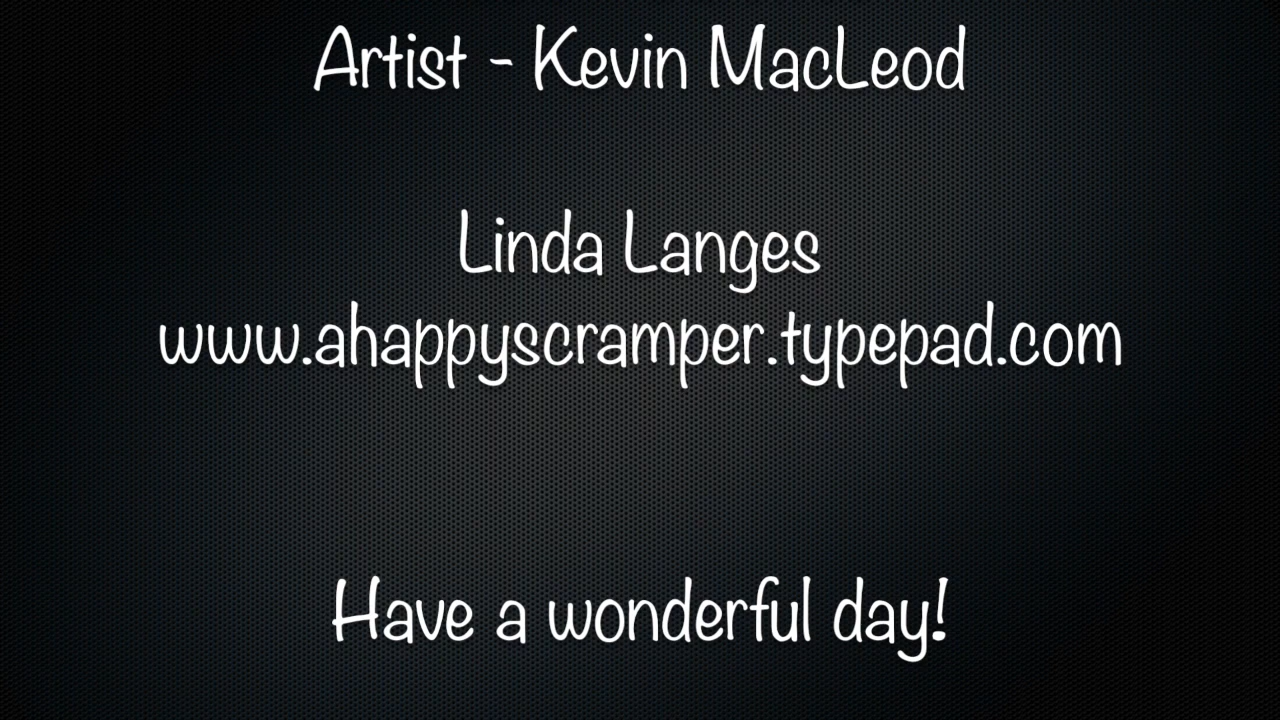 Artist - Kevin MacLeod
Linda Langes
www.ahappyscramper.typepad.com
Have a wonderful day!